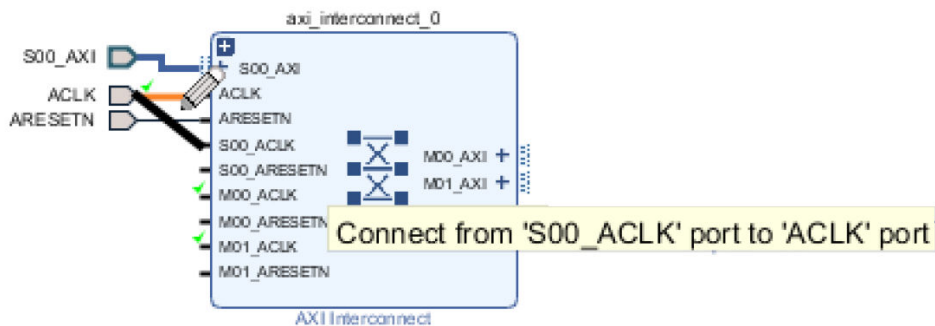 axi_interconnect_0
S00_AXI
ACLK
ARESETN
S00_AXI
ACLK
ARESETN
S00_ACLK
S00_ARESETN
M00_ACLK
M00_ARESETN
M01_ACLK
M01_ARESETN
M00_AXI
M01_AXI
Connect from 'S00_ACLK' port to 'ACLK' port
AXI Interconnect